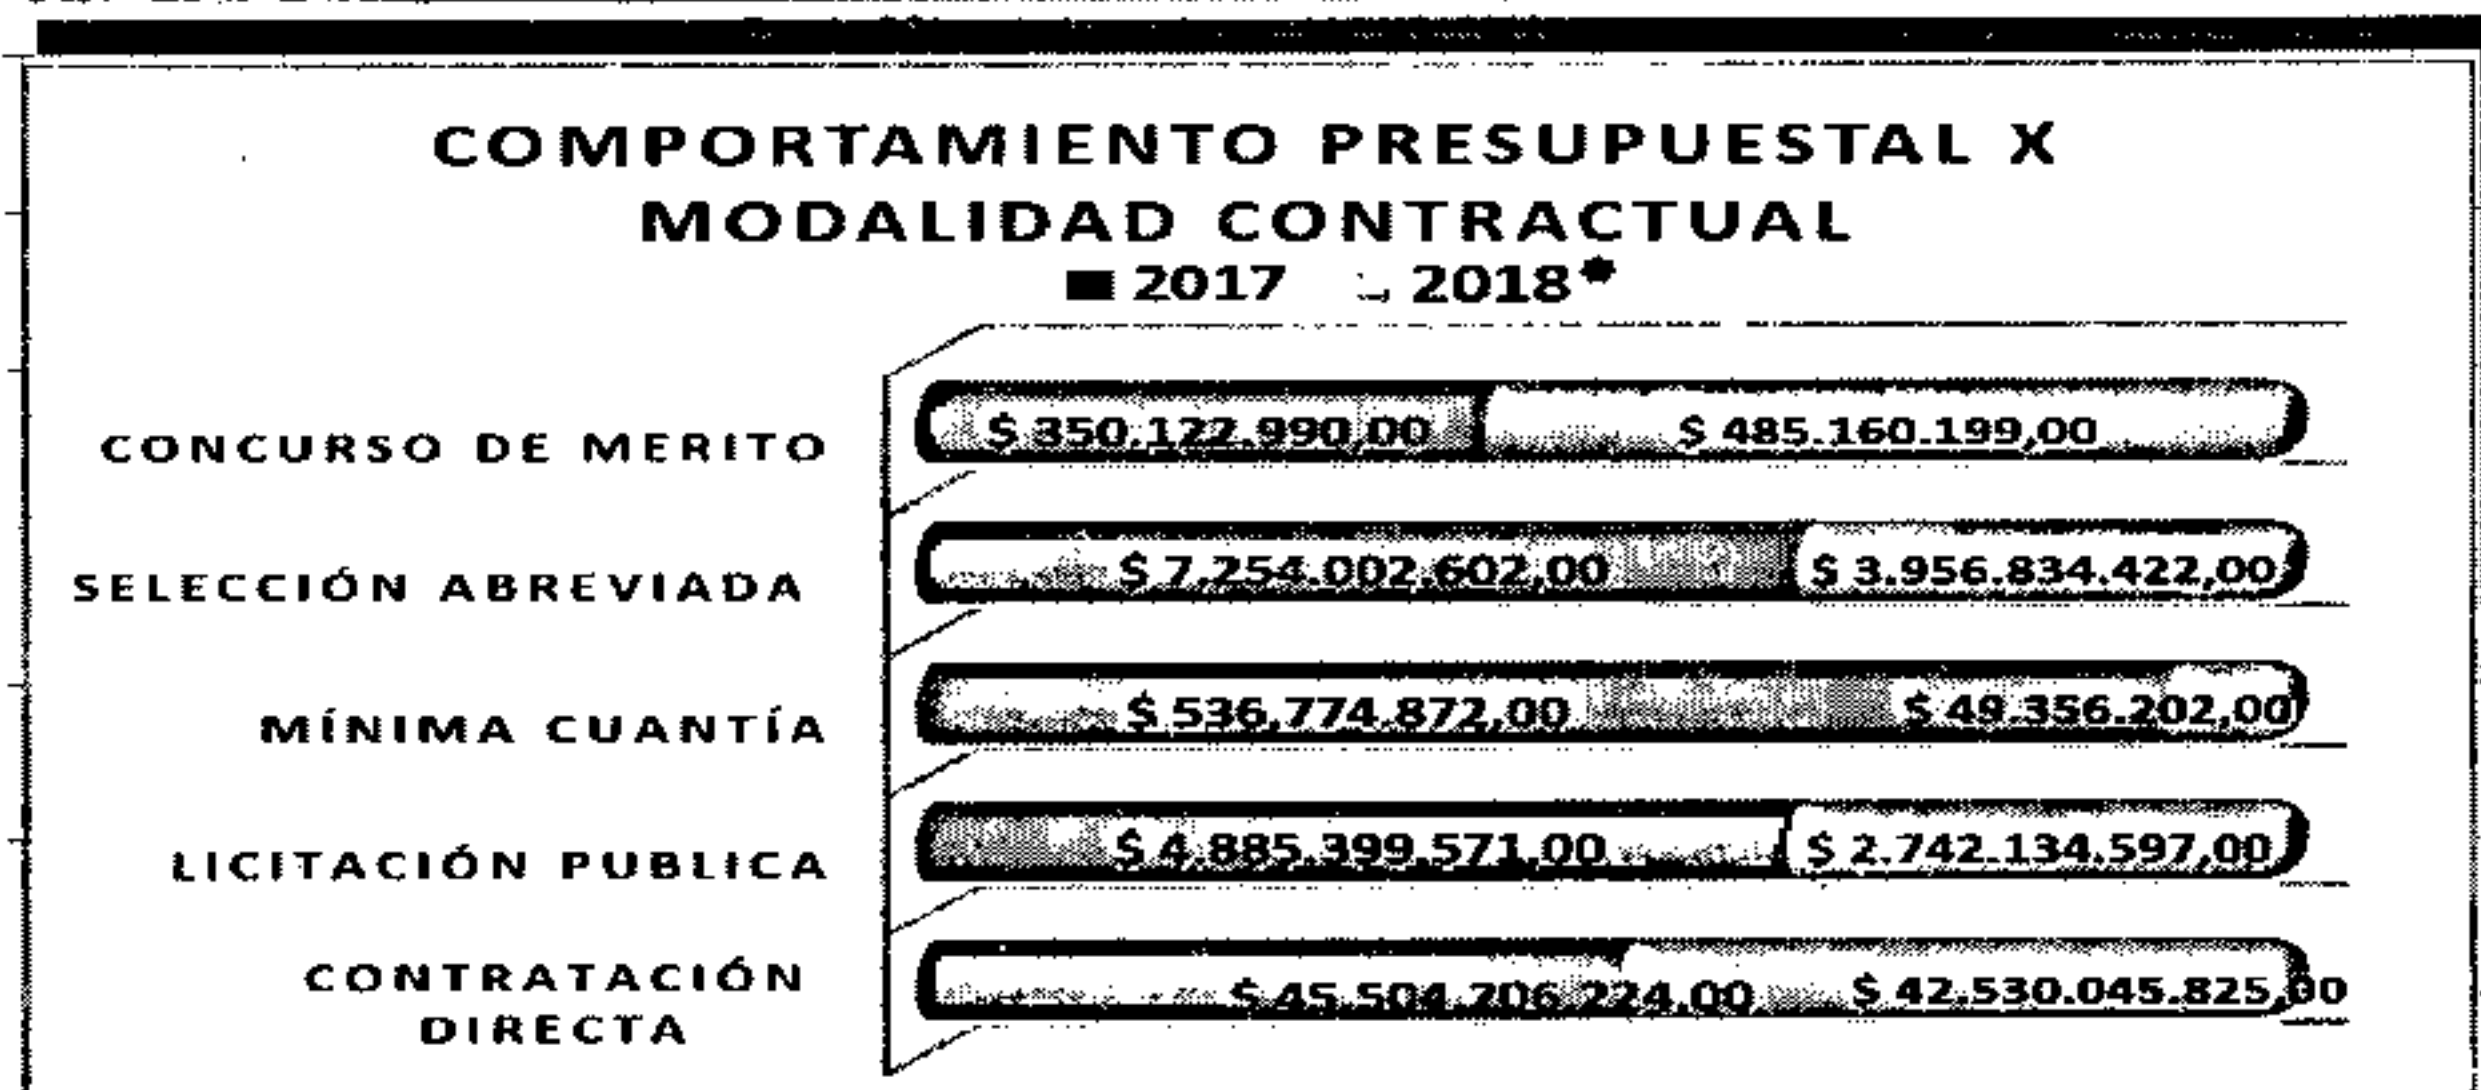 COMPORTAMIENTO PRESUPUESTAL X
MODALIDAD CONTRACTUAL
2017 2018*
CONCURSO DE MERITO $ 350.122.990,00 $ 485.160.199,00
SELECCIÓN ABREVIADA $ 7.254.002.602,00 $ 3.956.834.422,00
MÍNIMA CUANTÍA $ 536.774.872,00 $ 49.356.202,00
LICITACIÓN PUBLICA $ 4.885.399.571,00 $ 2.742.134.597,00
CONTRATACIÓN $ 45.504.206.224,00 $ 42.530.045.825,00
DIRECTA